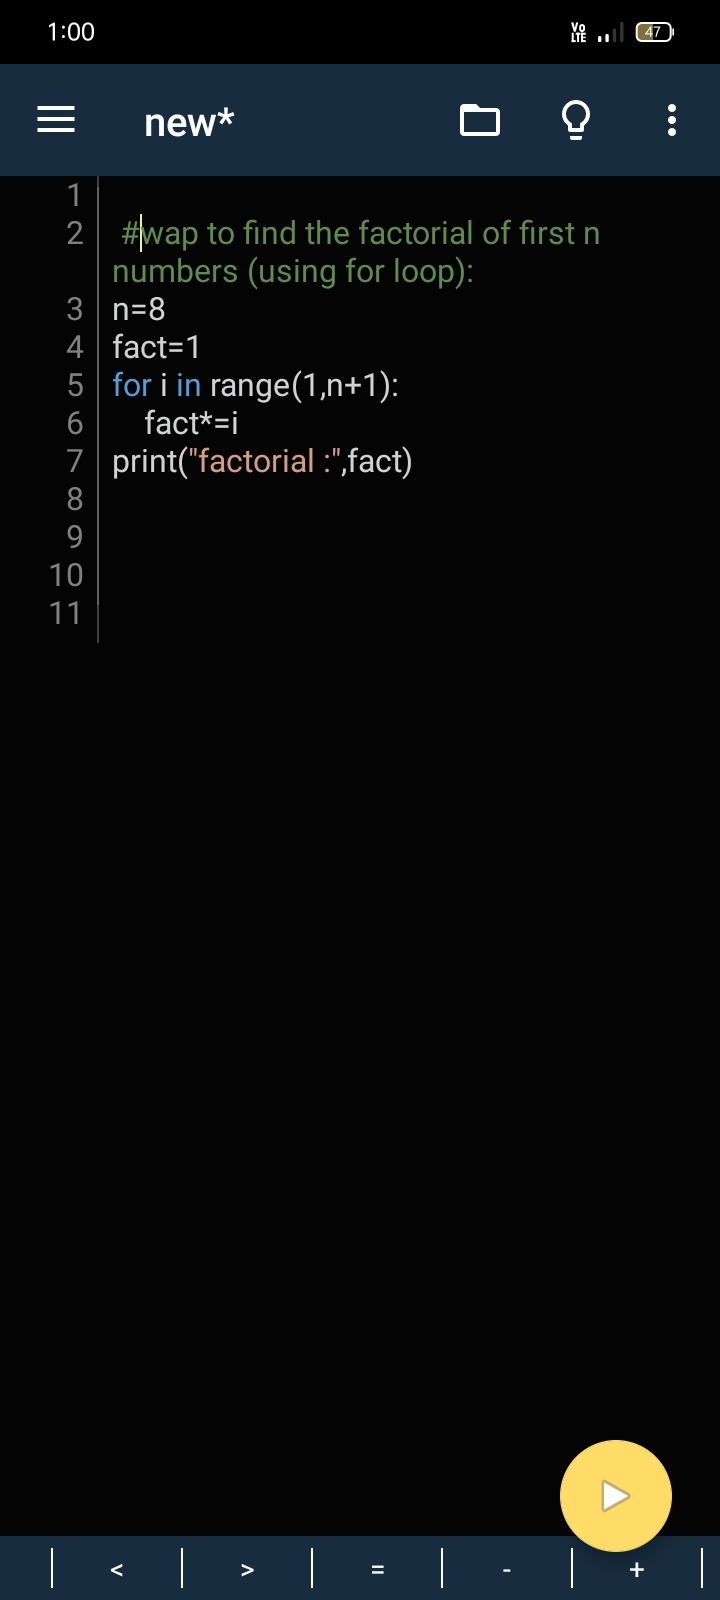 1:00 Vo LTE 47
new*
1
2 #wap to find the factorial of first n
numbers (using for loop):
3 n=8
4 fact=1
5 for i in range(1,n+1):
6     fact*=i
7 print("factorial :",fact)
8
9
10
11
< > = - +